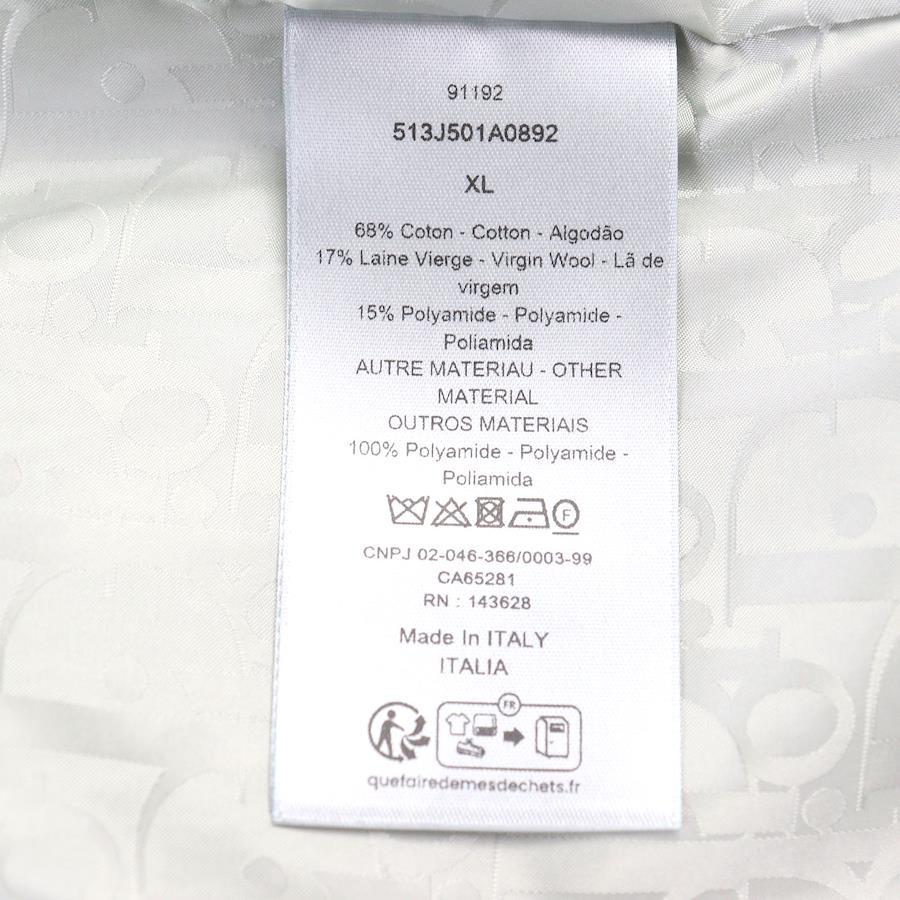 91192
513J501A0892
XL
68% Coton - Cotton - Algodão
17% Laine Vierge - Virgin Wool - Lã de
virgem
15% Polyamide - Polyamide -
Poliamida
AUTRE MATERIAU - OTHER
MATERIAL
OUTROS MATERIAIS
100% Polyamide - Polyamide -
Poliamida
F
CNPJ 02-046-366/0003-99
CA65281
RN : 143628
Made In ITALY
ITALIA
FR
quefairedemesdechets.fr